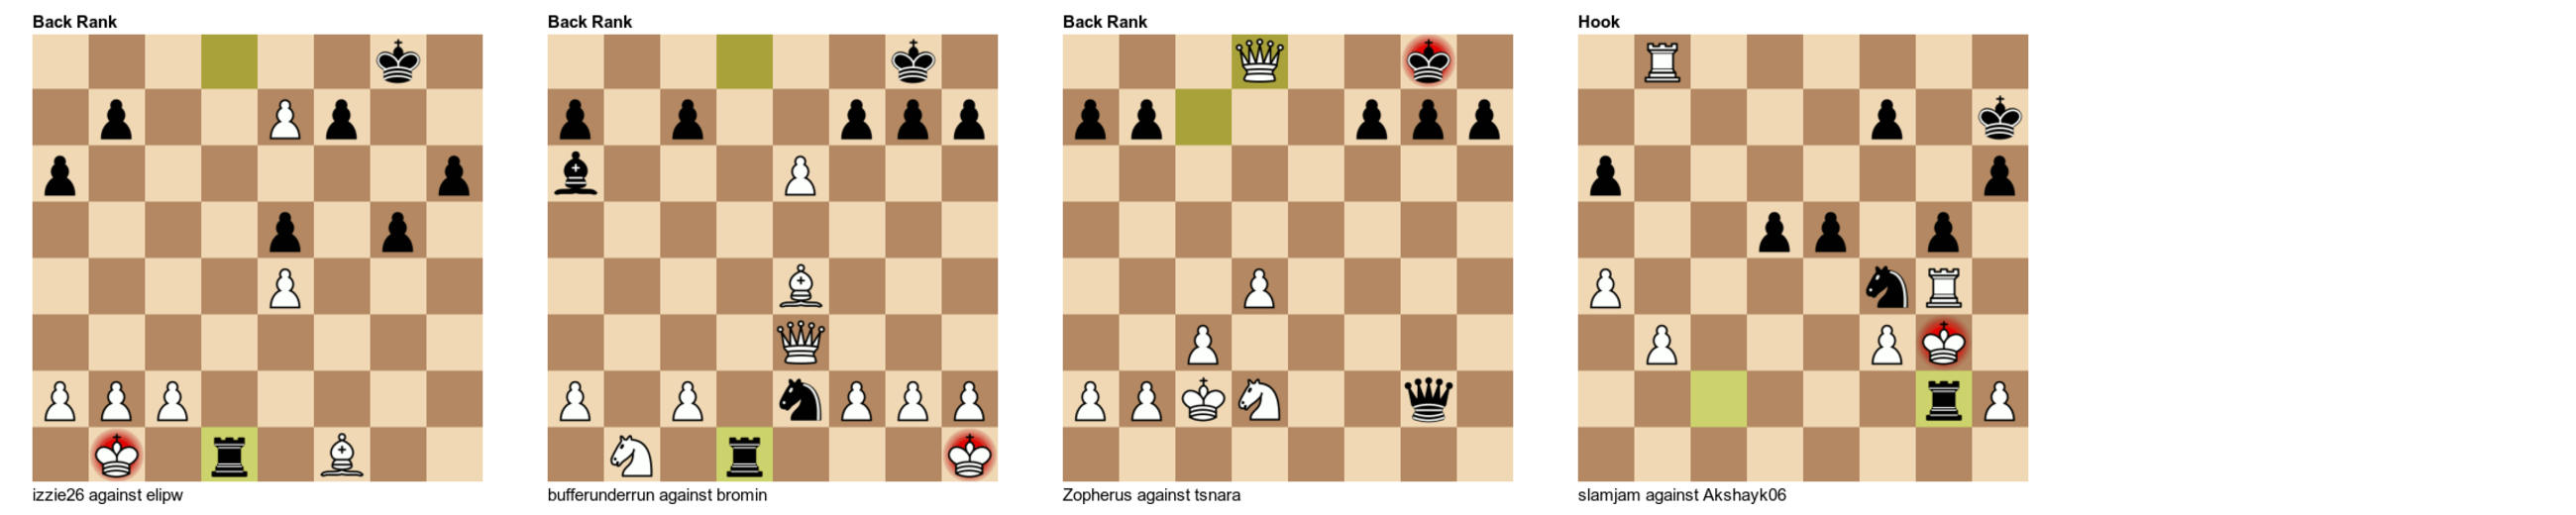 Back Rank
Back Rank
Back Rank
Hook
izzie26 against elipw
bufferunderrun against bromin
Zopherus against tsnara
slamjam against Akshayk06